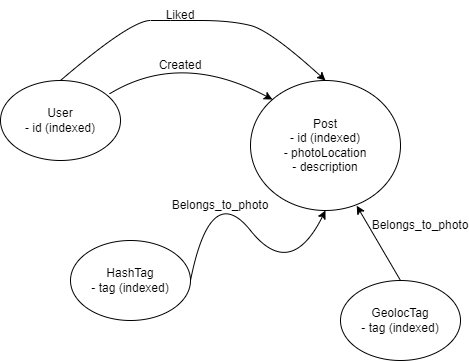 Liked
Created
User
- id (indexed)
Post
- id (indexed)
- photoLocation
- description
Belongs_to_photo
Belongs_to_photo
HashTag
- tag (indexed)
GeolocTag
- tag (indexed)